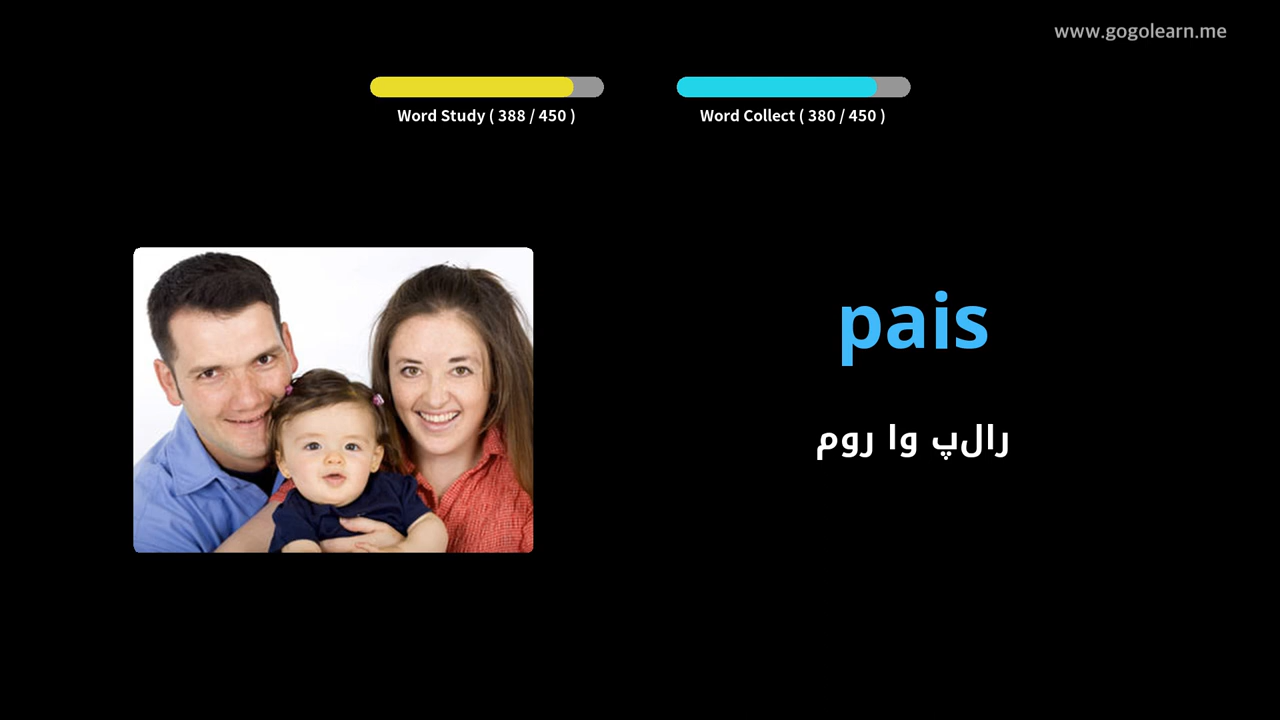 www.gogolearn.me
Word Study ( 388 / 450 )
Word Collect ( 380 / 450 )
pais
رالپ وا روم